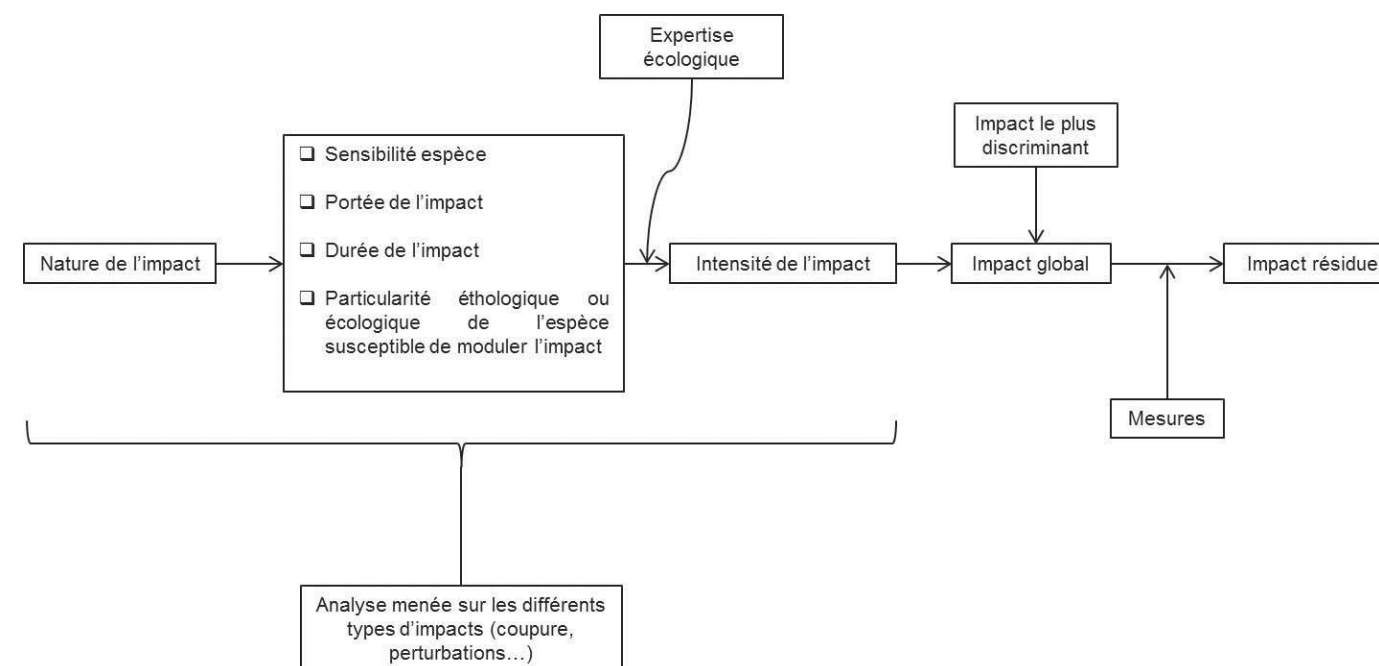 Expertise
écologique
Impact le plus
discriminant
❑ Sensibilité espèce
❑ Portée de l'impact
❑ Durée de l'impact
❑ Particularité éthologique ou
écologique de l'espèce
susceptible de moduler l'impact
Nature de l'impact
Intensité de l'impact
Impact global
Impact résidue
Mesures
Analyse menée sur les différents
types d'impacts (coupure,
perturbations…)